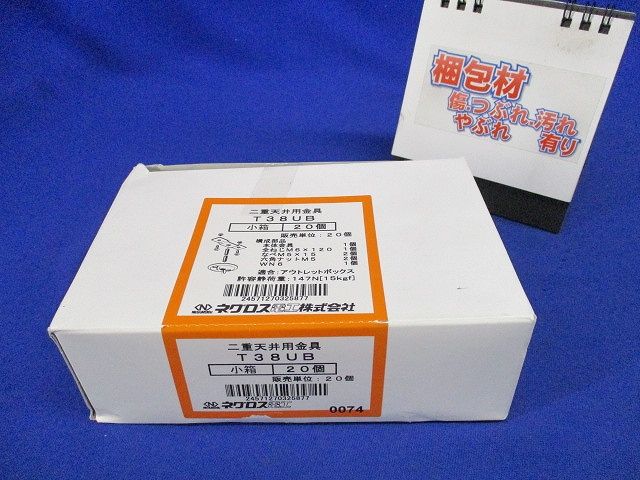 梱包材
傷・つぶれ・汚れ
やぶれ 有り
二重天井用金具
T38UB
小箱 20個
販売単位:20個
構成部品
本体金具 1個
全ねじM6×120 1個
なべM5×15 2個
六角ナットM5 2個
WN6 1個
適合:アウトレットボックス
許容静荷重:147N[15kgf]
24571270325877
ネグロス電工株式会社
二重天井用金具
T38UB
小箱 20個
販売単位:20個
24571270325877
ネグロス電工
0074